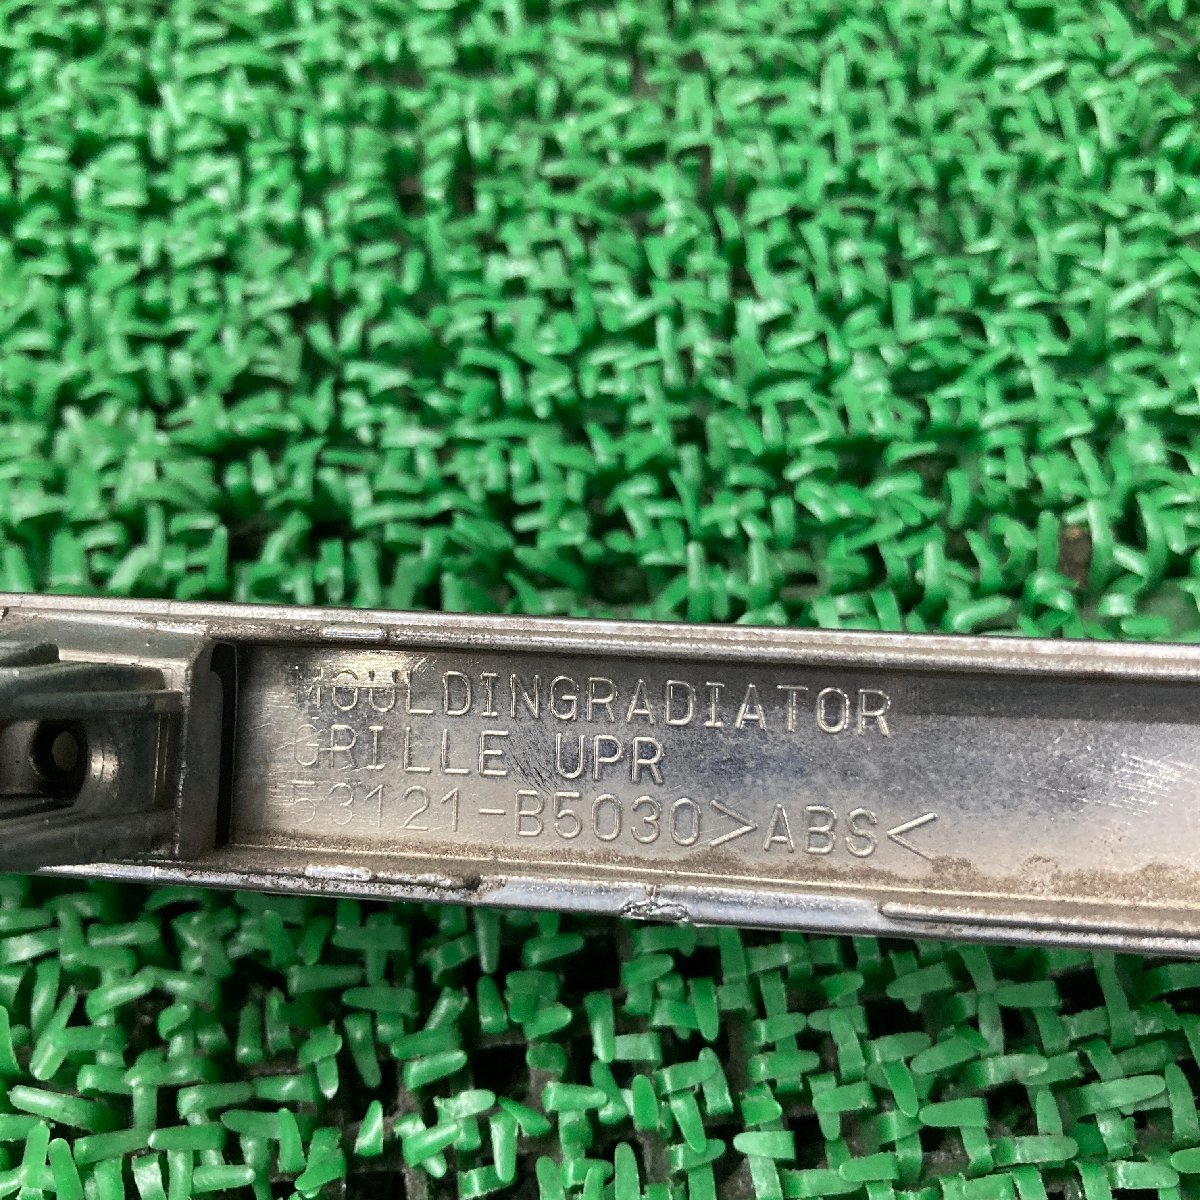 MOULDINGRADIATOR
GRILLE UPR
53121-B5030>ABS<